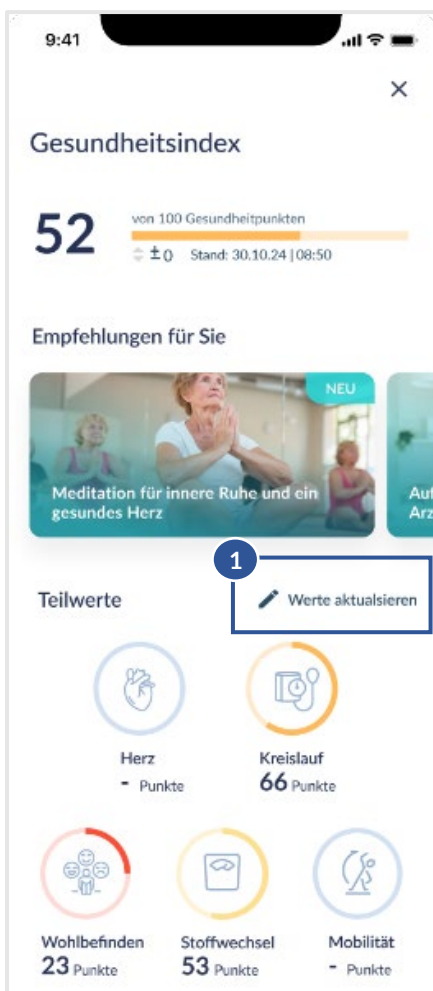 9:41
Gesundheitsindex
52
von 100 Gesundheitpunkten
±0 Stand: 30.10.24 | 08:50
Empfehlungen für Sie
NEU
Meditation für innere Ruhe und ein
gesundes Herz
Auf
Arz
1
Teilwerte
Werte aktualsieren
Herz
- Punkte
Kreislauf
66 Punkte
Wohlbefinden
23 Punkte
Stoffwechsel
53 Punkte
Mobilität
- Punkte